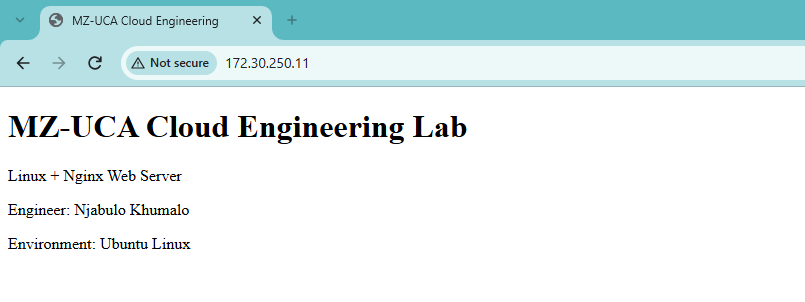 MZ-UCA Cloud Engineering
Not secure 172.30.250.11
MZ-UCA Cloud Engineering Lab
Linux + Nginx Web Server
Engineer: Njabulo Khumalo
Environment: Ubuntu Linux